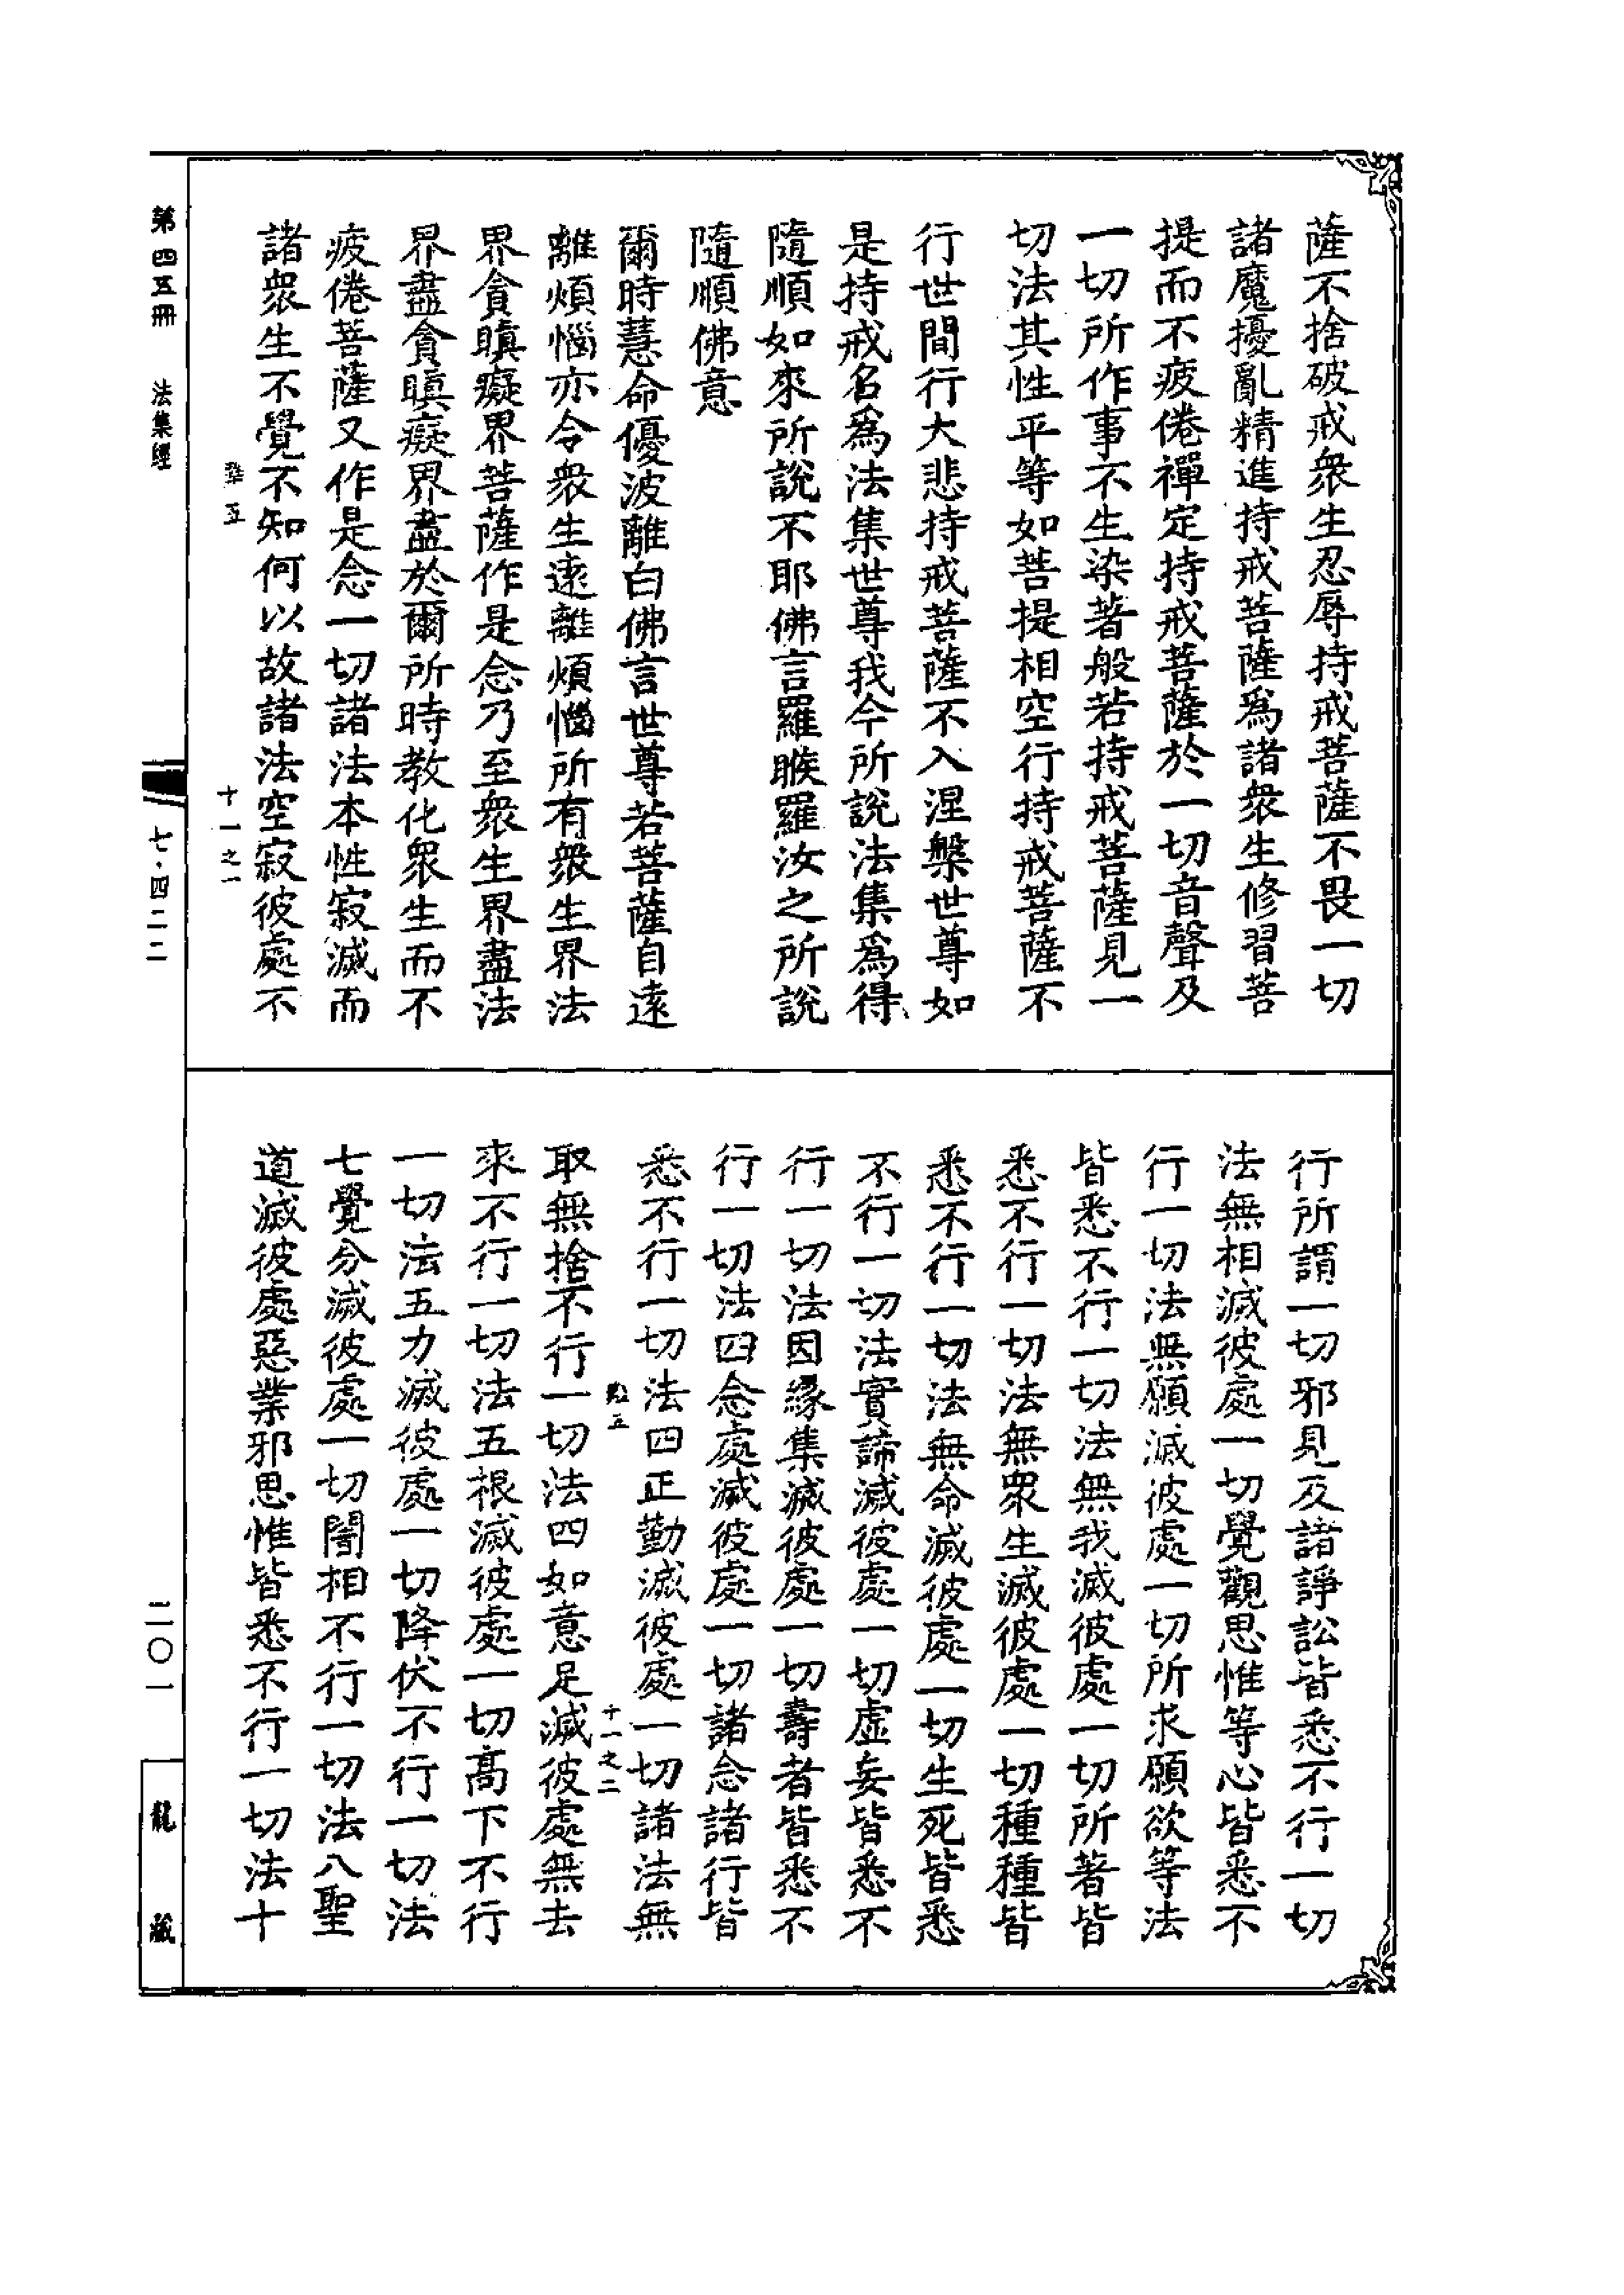 薩不捨破戒衆生忍辱持戒菩薩不畏一切
諸魔擾亂精進持戒菩薩爲諸衆生修習菩
提而不疲倦禪定持戒菩薩於一切音聲及
一切所作事不生染著般若持戒菩薩見一
切法其性平等如菩提相空行持戒菩薩不
行世間行大悲持戒菩薩不入涅槃世尊如
是持戒名爲法集世尊我今所說法集爲得
隨順如來所說不耶佛言羅睺羅汝之所說
隨順佛意
爾時慧命優波離白佛言世尊若菩薩自遠
離煩惱亦令衆生遠離煩惱所有衆生界法
界貪瞋癡界菩薩作是念乃至衆生界盡法
界盡貪瞋癡界盡於爾所時教化衆生而不
疲倦菩薩又作是念一切諸法本性寂滅而
諸衆生不覺不知何以故諸法空寂彼處不
五
十一之一
行所謂一切邪見及諸諍訟皆悉不行一切
法無相滅彼處一切覺觀思惟等心皆悉不
行一切法無願滅彼處一切所求願欲等法
皆悉不行一切法無我滅彼處一切所著皆
悉不行一切法無衆生滅彼處一切種種皆
悉不行一切法無命滅彼處一切生死皆悉
不行一切法實諦滅彼處一切虛妄皆悉不
行一切法因緣集滅彼處一切壽者皆悉不
行一切法四念處滅彼處一切諸念諸行皆
悉不行一切法四正勤滅彼處一切諸法無
五
十一之二
取無捨不行一切法四如意足滅彼處無去
來不行一切法五根滅彼處一切高下不行
一切法五力滅彼處一切降伏不行一切法
七覺分滅彼處一切闇相不行一切法八聖
道滅彼處惡業邪思惟皆悉不行一切法十
第四五冊 法集經
七·四二二
二〇一
龍藏